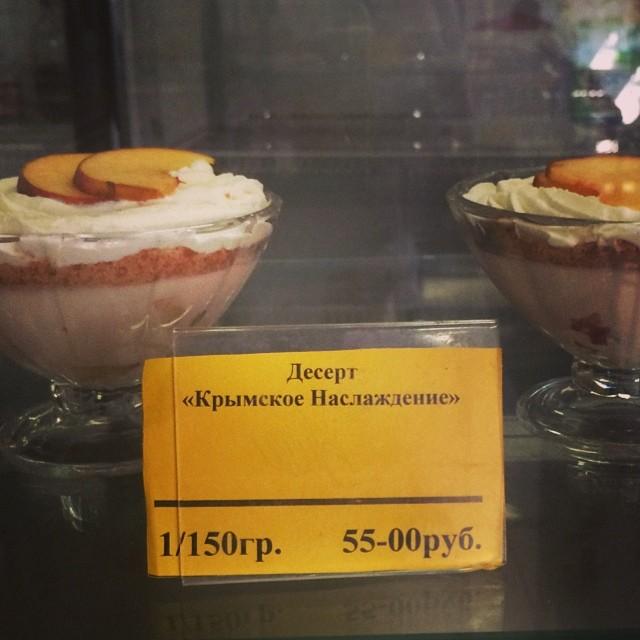 Десерт
«Крымское Наслаждение»
1/150гр. 55-00руб.